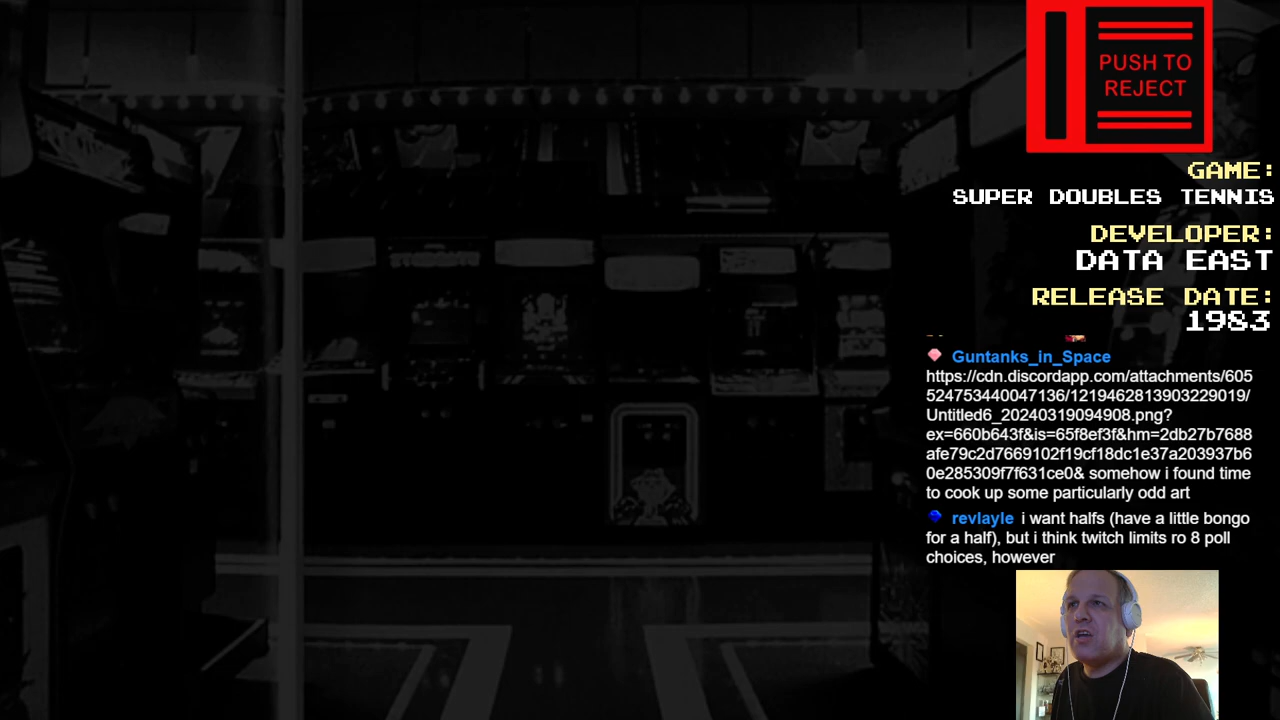 PUSH TO
REJECT
GAME:
SUPER DOUBLES TENNIS
DEVELOPER:
DATA EAST
RELEASE DATE:
1983
Guntanks_in_Space
https://cdn.discordapp.com/attachments/605
524753440047136/1219462813903229019/
Untitled6_20240319094908.png?
ex=660b643f&is=65f8ef3f&hm=2db27b7688
afe79c2d7669102f19cf18dc1e37a203937b6
0e285309f7f631ce0& somehow i found time
to cook up some particularly odd art
revlayle i want halfs (have a little bongo
for a half), but i think twitch limits ro 8 poll
choices, however